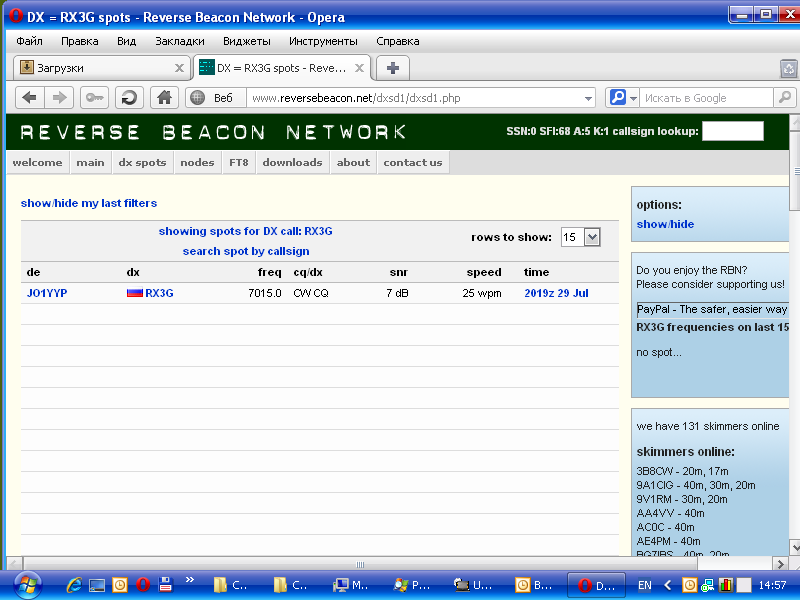 DX = RX3G spots - Reverse Beacon Network - Opera
Файл Правка Вид Закладки Виджеты Инструменты Справка
Загрузки
DX = RX3G spots - Reve...
Веб
www.reversebeacon.net/dxsd1/dxsd1.php
Искать в Google
REVERSE BEACON NETWORK
SSN:0 SFI:68 A:5 K:1 callsign lookup:
welcome main dx spots nodes FT8 downloads about contact us
show/hide my last filters
showing spots for DX call: RX3G
search spot by callsign
rows to show: 15
de dx freq cq/dx snr speed time
JO1YYP RX3G 7015.0 CW CQ 7 dB 25 wpm 2019z 29 Jul
options:
show/hide
Do you enjoy the RBN?
Please consider supporting us!
PayPal - The safer, easier way
RX3G frequencies on last 15
no spot...
we have 131 skimmers online
skimmers online:
3B8CW - 20m, 17m
9A1CIG - 40m, 30m, 20m
9V1RM - 30m, 20m
AA4VV - 40m
AC0C - 40m
AE4PM - 40m
C... C... M... P... U... B... D... EN 14:57